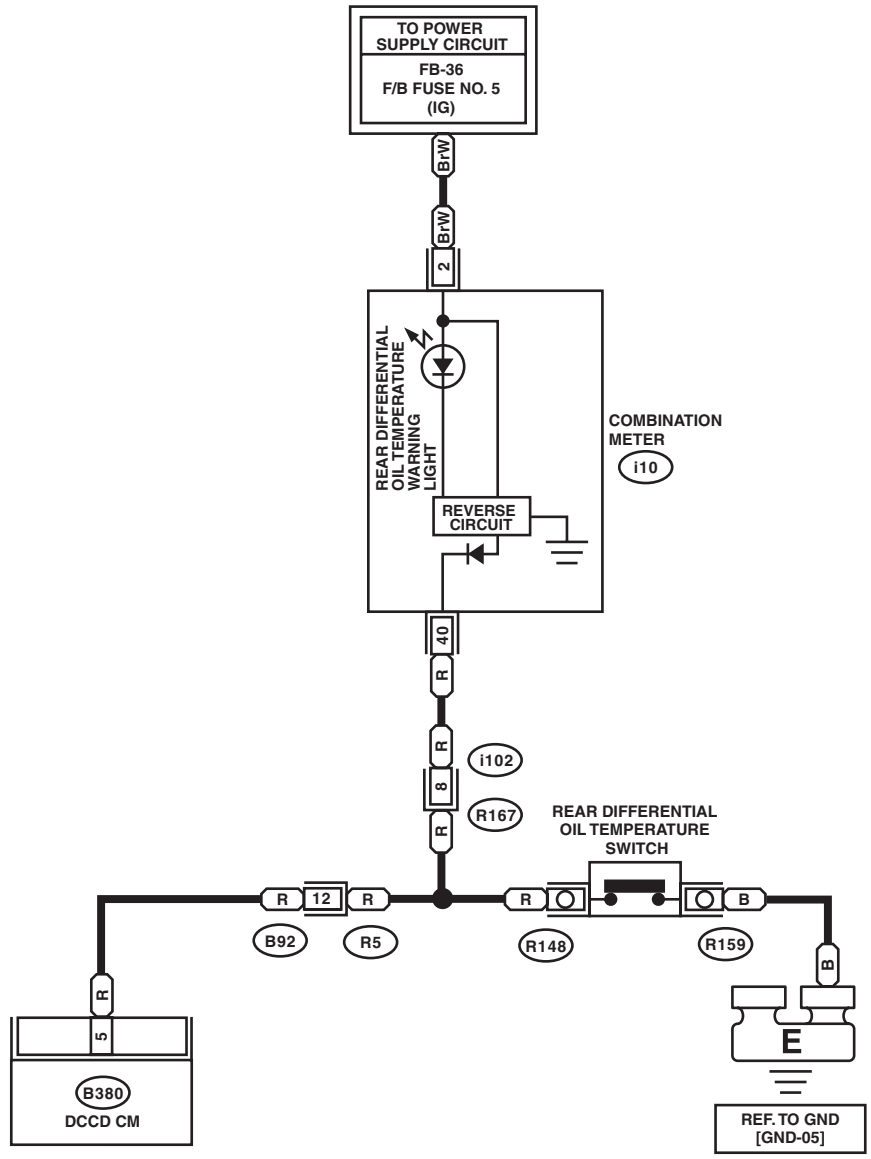 TO POWER
SUPPLY CIRCUIT
FB-36
F/B FUSE NO. 5
(IG)
BrW
BrW
2
REAR DIFFERENTIAL
OIL TEMPERATURE
WARNING
LIGHT
COMBINATION
METER
i10
REVERSE
CIRCUIT
40
R
R
i102
8
R167
R
REAR DIFFERENTIAL
OIL TEMPERATURE
SWITCH
R
12
R
R
B
B92
R5
R148
R159
B
R
5
E
B380
DCCD CM
REF. TO GND
[GND-05]